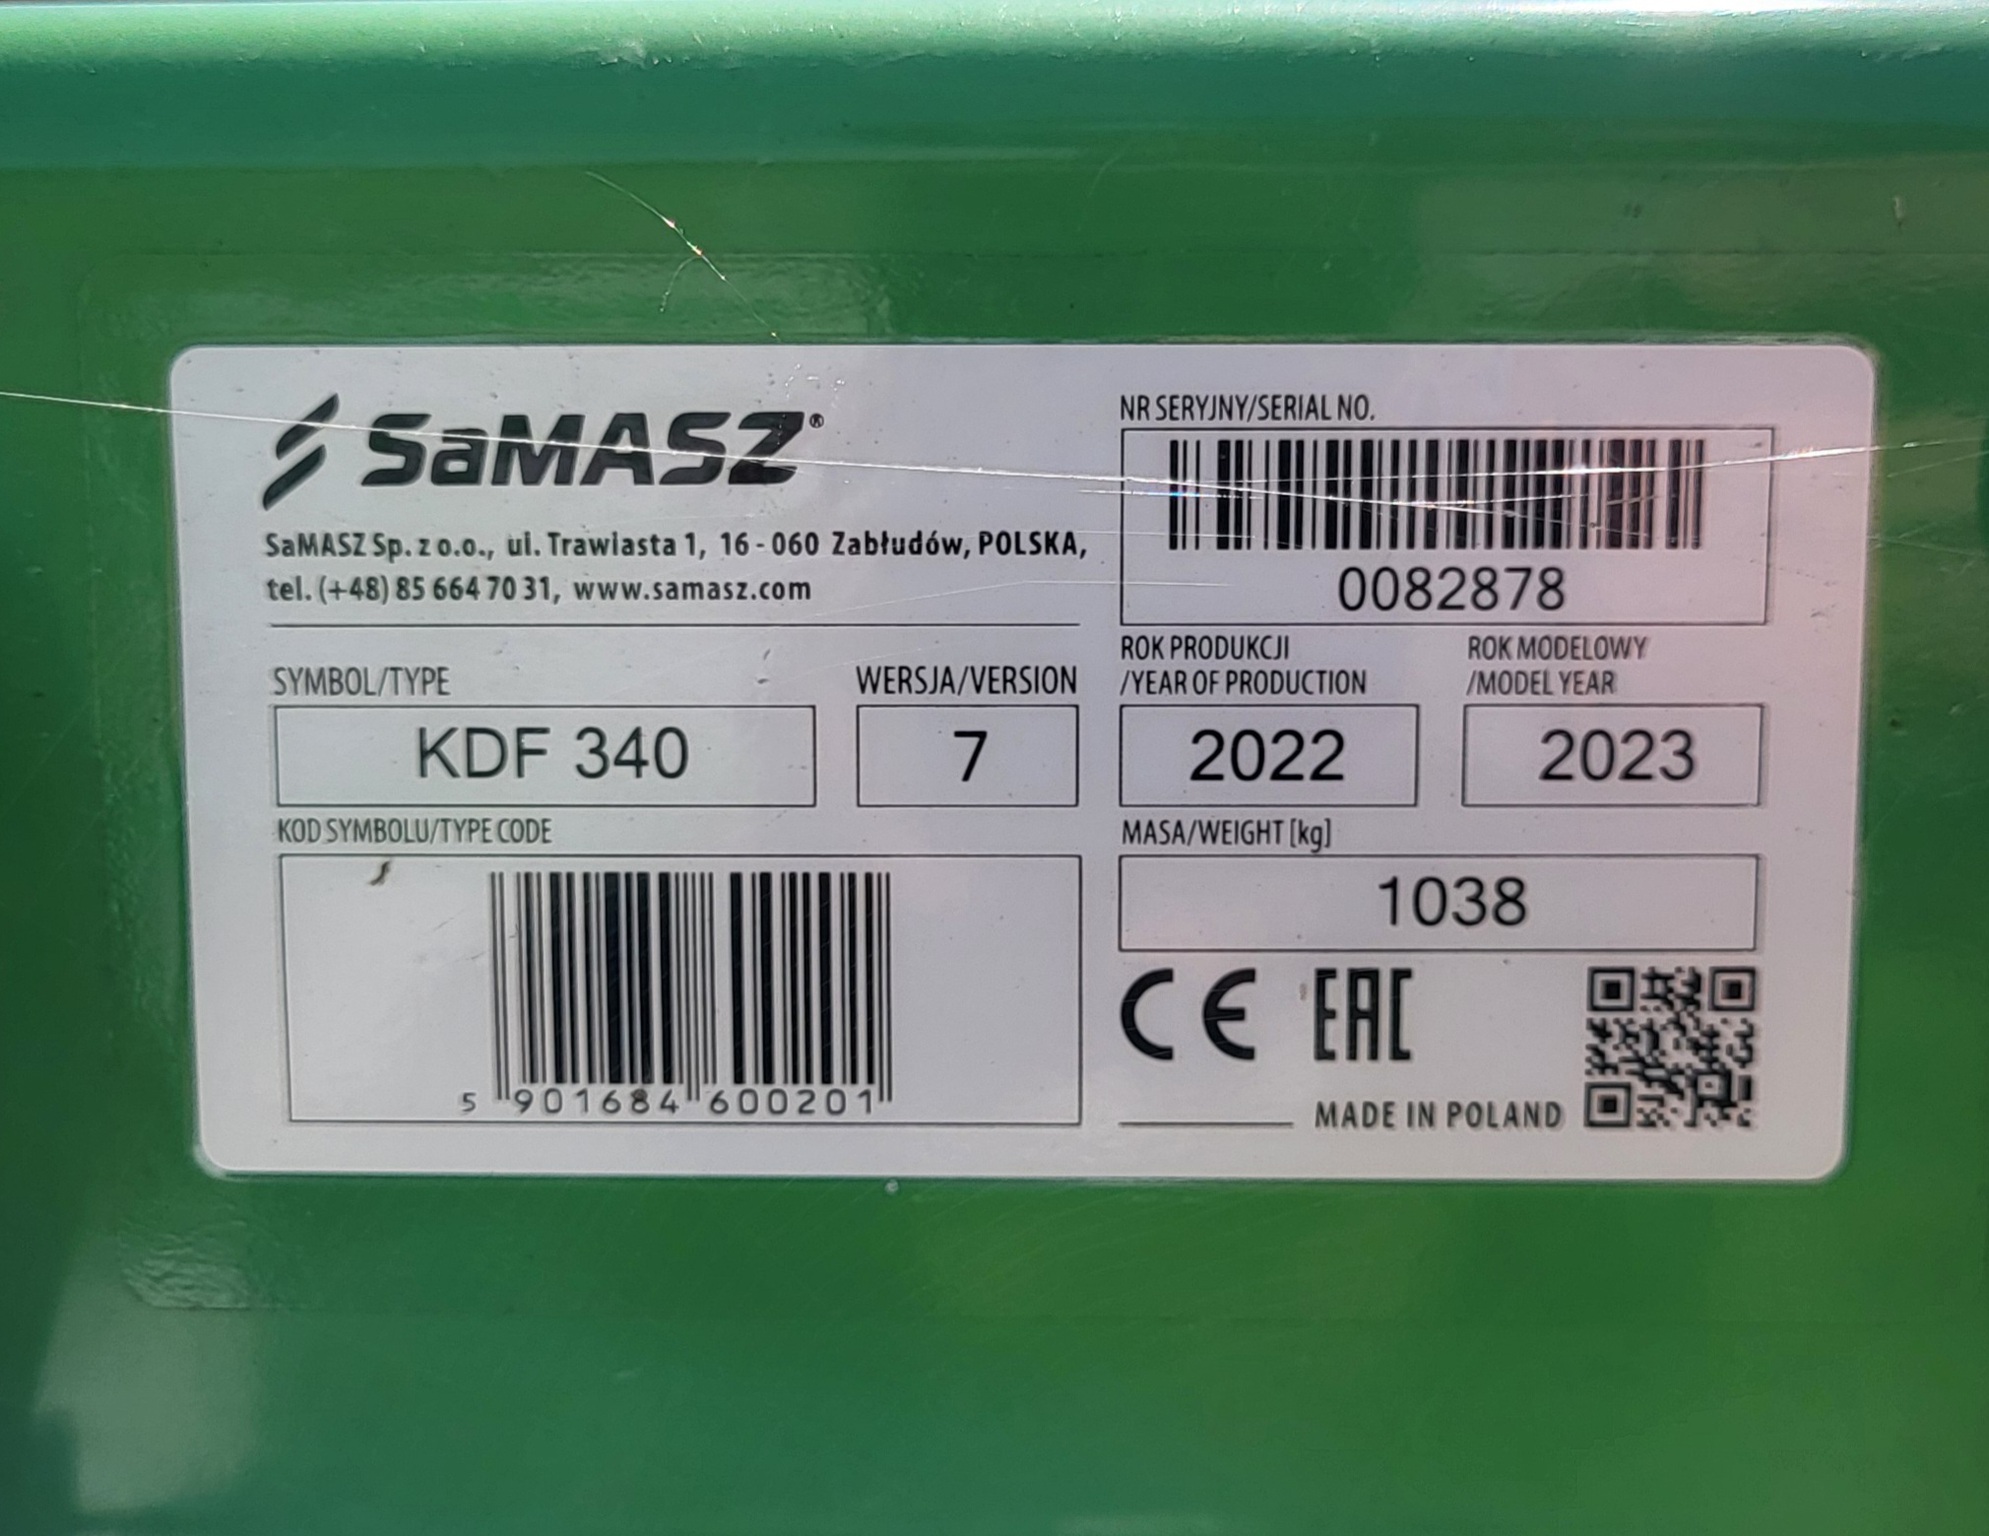 SaMASZ®
SaMASZ Sp. z o.o., ul. Trawiasta 1, 16 - 060 Zabłudów, POLSKA,
tel. (+48) 85 664 70 31, www.samasz.com
NR SERYJNY/SERIAL NO.
0082878
SYMBOL/TYPE
KDF 340
WERSJA/VERSION
7
ROK PRODUKCJI
/YEAR OF PRODUCTION
2022
ROK MODELOWY
/MODEL YEAR
2023
KOD SYMBOLU/TYPE CODE
5 901684 600201
MASA/WEIGHT [kg]
1038
CE EAC
MADE IN POLAND